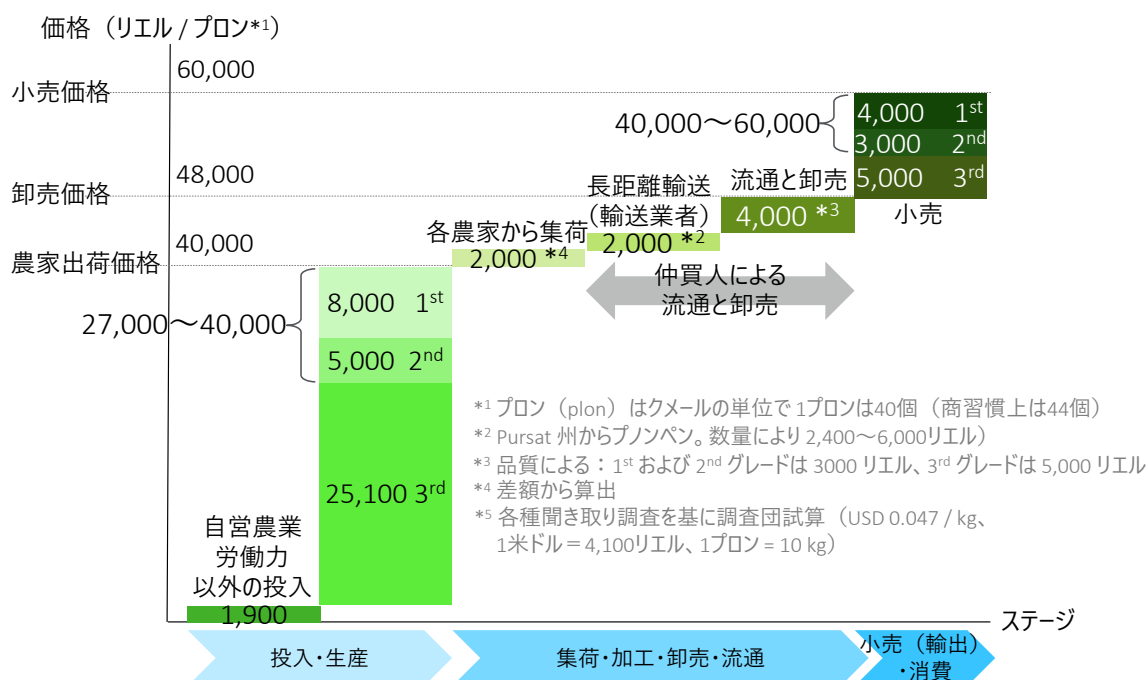 価格（リエル / プロン*1）
60,000
小売価格
4,000 1st
40,000～60,000
3,000 2nd
48,000
5,000 3rd
卸売価格
長距離輸送
（輸送業者）
流通と卸売
4,000 *3
小売
40,000
各農家から集荷
2,000 *4
2,000 *2
農家出荷価格
仲買人による
流通と卸売
8,000 1st
27,000～40,000
5,000 2nd
*1 プロン（plon）はクメールの単位で 1プロンは40個（商習慣上は44個）
*2 Pursat 州からプノンペン。数量により 2,400～6,000リエル）
*3 品質による：1st および 2nd グレードは 3000 リエル、3rd グレードは 5,000 リエル
*4 差額から算出
*5 各種聞き取り調査を基に調査団試算（USD 0.047 / kg、
1米ドル＝4,100リエル、1プロン = 10 kg）
25,100 3rd
自営農業
労働力
以外の投入
1,900
ステージ
投入・生産
集荷・加工・卸売・流通
小売（輸出）
・消費